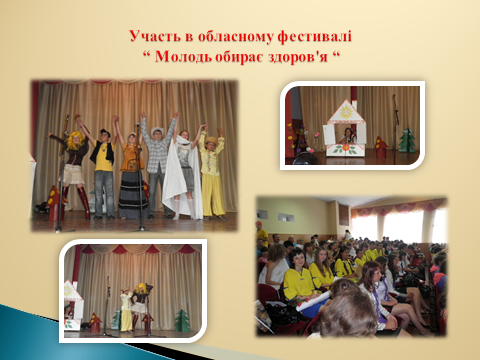 Участь в обласному фестивалі
“ Молодь обирає здоров'я “